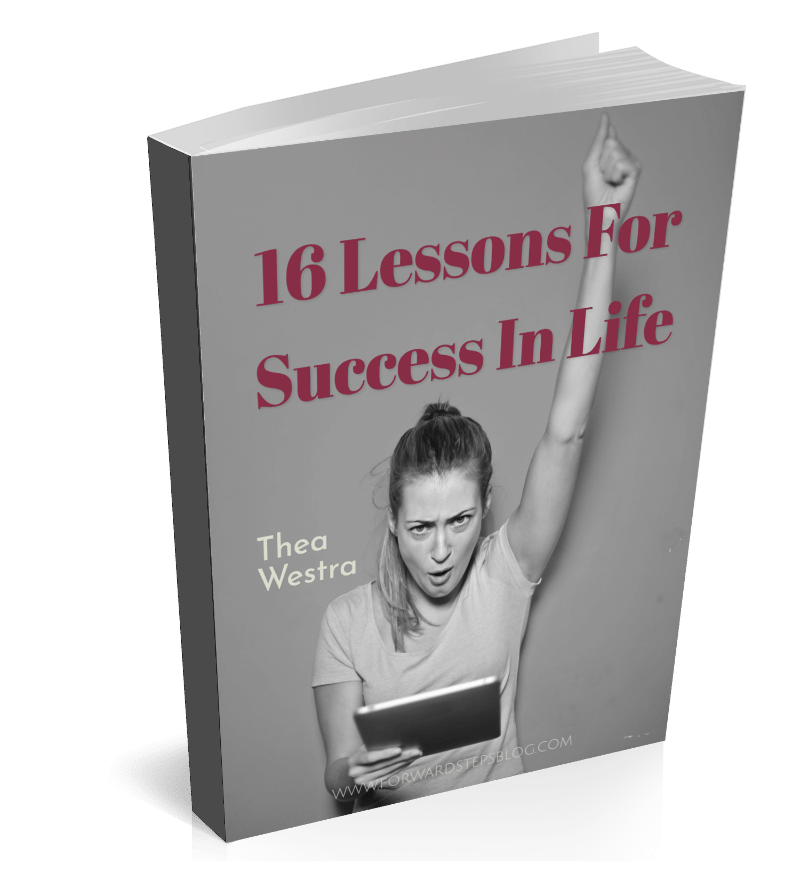 16 Lessons For
Success In Life
Thea
Westra
WWW.FORWARDSTEPSBLOG.COM